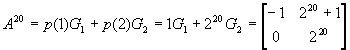 A^20 = p(1)G_1 + p(2)G_2 = 1G_1 + 2^20 G_2 = [ -1 2^20 + 1 ; 0 2^20 ]